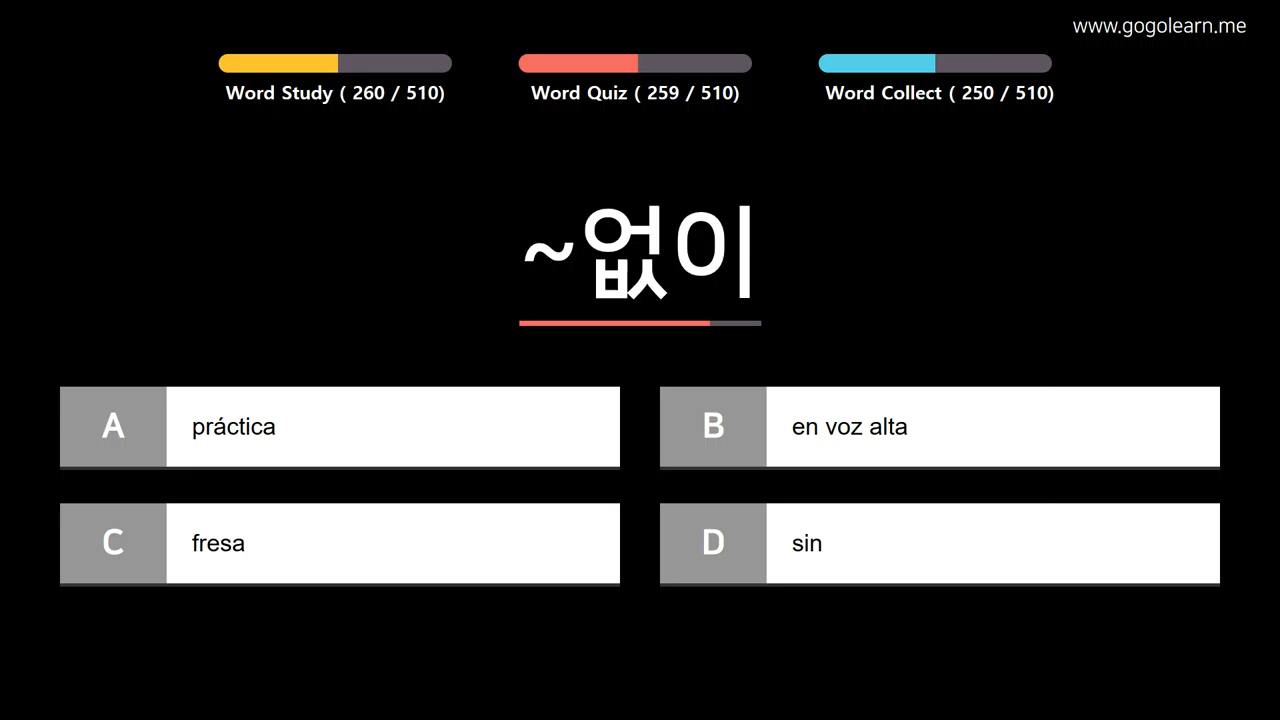 www.gogolearn.me
Word Study ( 260 / 510)
Word Quiz ( 259 / 510)
Word Collect ( 250 / 510)
~없이
A
práctica
B
en voz alta
C
fresa
D
sin